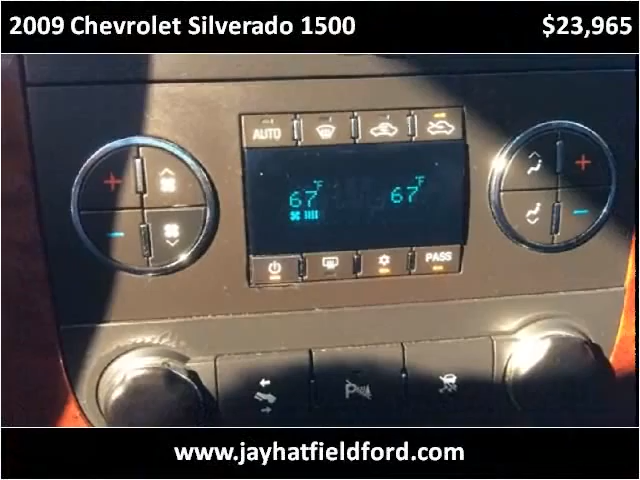 2009 Chevrolet Silverado 1500 $23,965
AUTO
67°F 67°F
PASS
www.jayhatfieldford.com